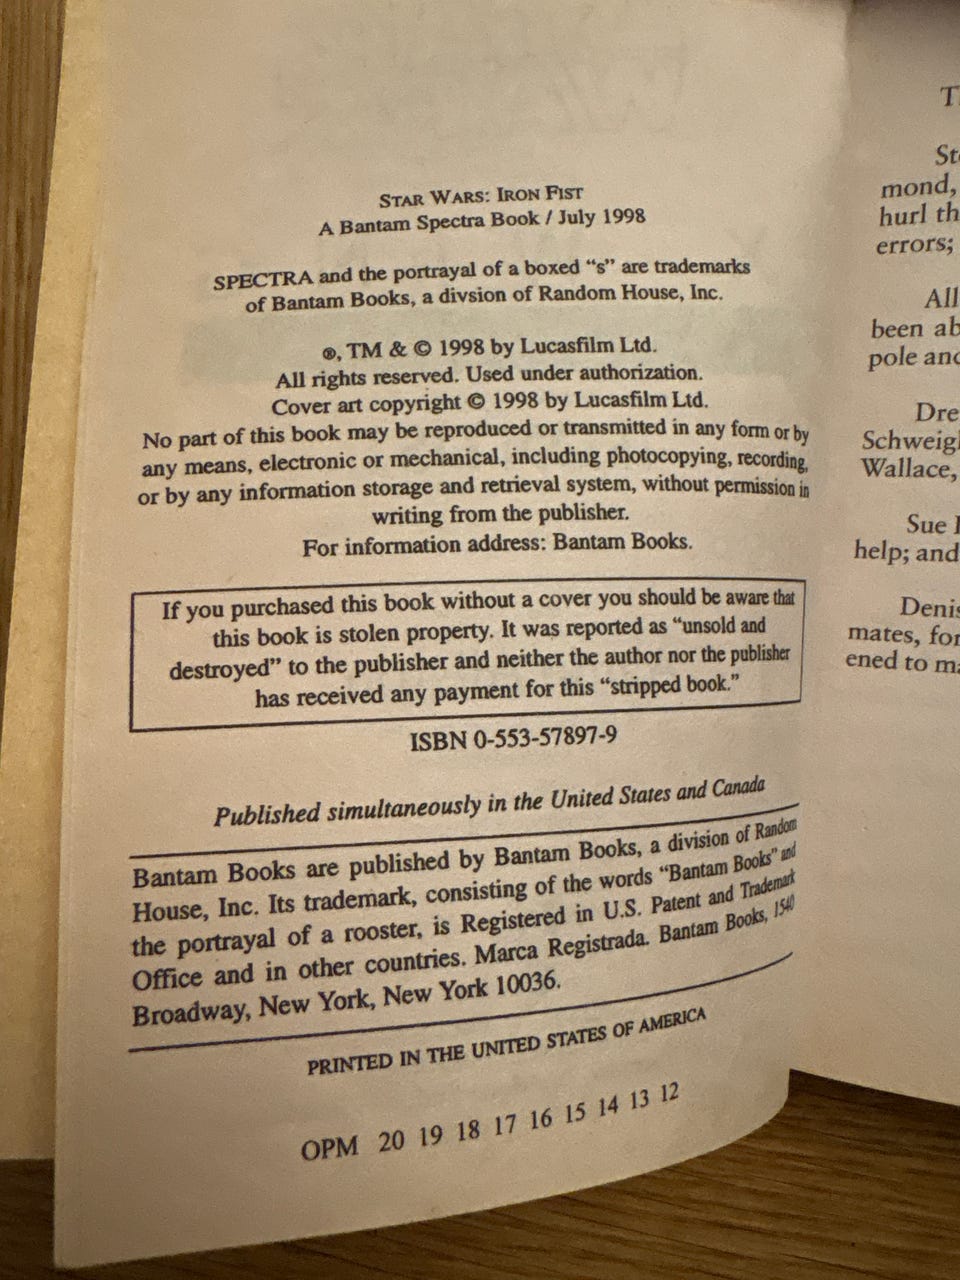 STAR WARS: IRON FIST
A Bantam Spectra Book / July 1998
SPECTRA and the portrayal of a boxed “s” are trademarks
of Bantam Books, a divsion of Random House, Inc.
®, TM & © 1998 by Lucasfilm Ltd.
All rights reserved. Used under authorization.
Cover art copyright © 1998 by Lucasfilm Ltd.
No part of this book may be reproduced or transmitted in any form or by
any means, electronic or mechanical, including photocopying, recording,
or by any information storage and retrieval system, without permission in
writing from the publisher.
For information address: Bantam Books.
If you purchased this book without a cover you should be aware that
this book is stolen property. It was reported as “unsold and
destroyed” to the publisher and neither the author nor the publisher
has received any payment for this “stripped book.”
ISBN 0-553-57897-9
Published simultaneously in the United States and Canada
Bantam Books are published by Bantam Books, a division of Random
House, Inc. Its trademark, consisting of the words “Bantam Books” and
the portrayal of a rooster, is Registered in U.S. Patent and Trademark
Office and in other countries. Marca Registrada. Bantam Books, 1540
Broadway, New York, New York 10036.
PRINTED IN THE UNITED STATES OF AMERICA
OPM 20 19 18 17 16 15 14 13 12
mond,
hurl th
errors;
All
been ab
pole and
Dre
Schweigl
Wallace,
Sue
help; and
Denis
mates, for
ened to ma